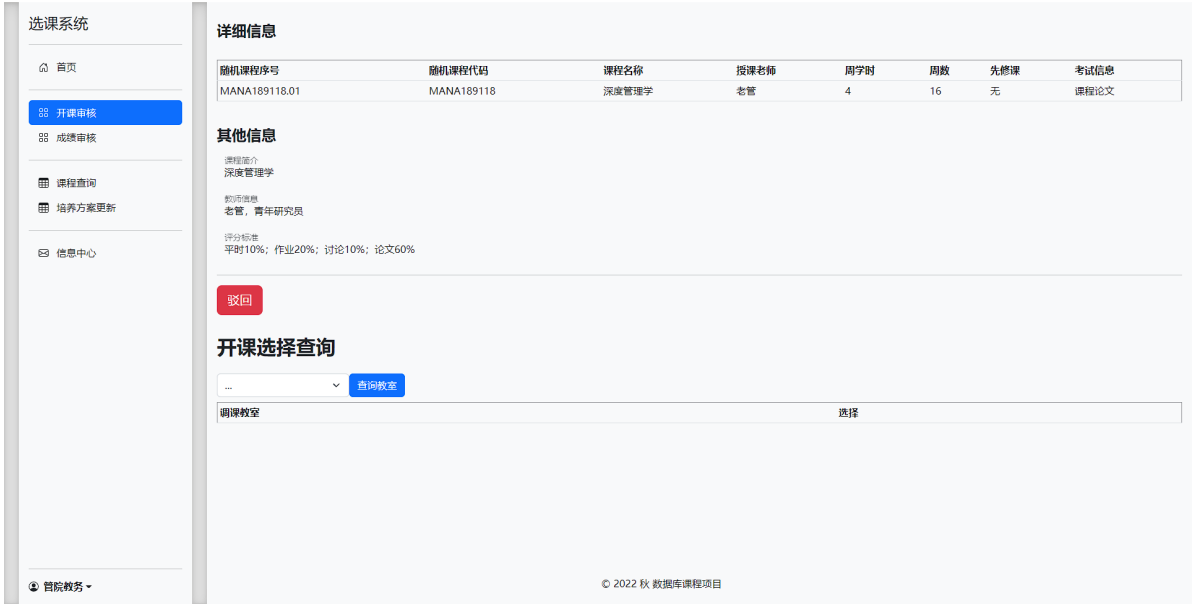 选课系统
首页
开课审核
成绩审核
课程查询
培养方案更新
信息中心
管院教务
详细信息
随机课程序号 随机课程代码 课程名称 授课老师 周学时 周数 先修课 考试信息
MANA189118.01 MANA189118 深度管理学 老管 4 16 无 课程论文
其他信息
课程简介
深度管理学
教师信息
老管，青年研究员
评分标准
平时10%；作业20%；讨论10%；论文60%
驳回
开课选择查询
... 查询教室
调课教室 选择
© 2022 秋 数据库课程项目